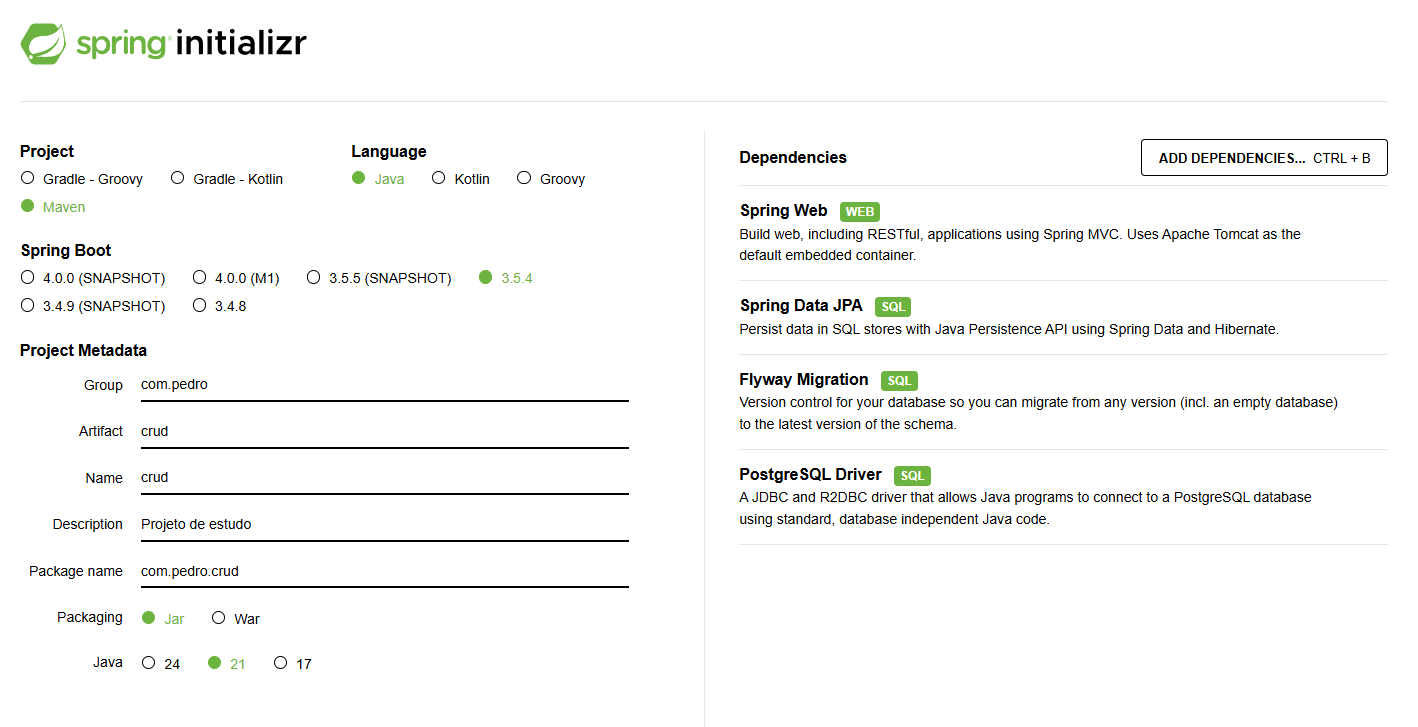 spring initializr
Project
Gradle - Groovy Gradle - Kotlin
Maven
Language
Java Kotlin Groovy
Spring Boot
4.0.0 (SNAPSHOT) 4.0.0 (M1) 3.5.5 (SNAPSHOT) 3.5.4
3.4.9 (SNAPSHOT) 3.4.8
Project Metadata
Group com.pedro
Artifact crud
Name crud
Description Projeto de estudo
Package name com.pedro.crud
Packaging Jar War
Java 24 21 17
Dependencies ADD DEPENDENCIES... CTRL + B
Spring Web WEB
Build web, including RESTful, applications using Spring MVC. Uses Apache Tomcat as the
default embedded container.
Spring Data JPA SQL
Persist data in SQL stores with Java Persistence API using Spring Data and Hibernate.
Flyway Migration SQL
Version control for your database so you can migrate from any version (incl. an empty database)
to the latest version of the schema.
PostgreSQL Driver SQL
A JDBC and R2DBC driver that allows Java programs to connect to a PostgreSQL database
using standard, database independent Java code.